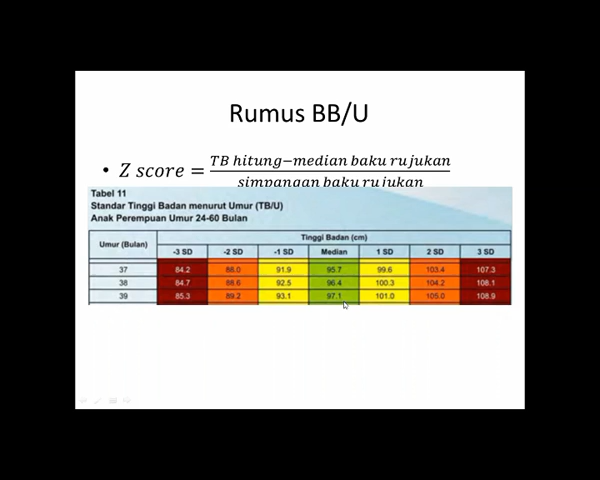 Rumus BB/U
• Z score = TB hitung−median baku rujukan
simpangan baku rujukan
Tabel 11
Standar Tinggi Badan menurut Umur (TB/U)
Anak Perempuan Umur 24-60 Bulan
Umur (Bulan) Tinggi Badan (cm)
-3 SD -2 SD -1 SD Median 1 SD 2 SD 3 SD
37 84.2 88.0 91.9 95.7 99.6 103.4 107.3
38 84.7 88.6 92.5 96.4 100.3 104.2 108.1
39 85.3 89.2 93.1 97.1 101.0 105.0 108.9